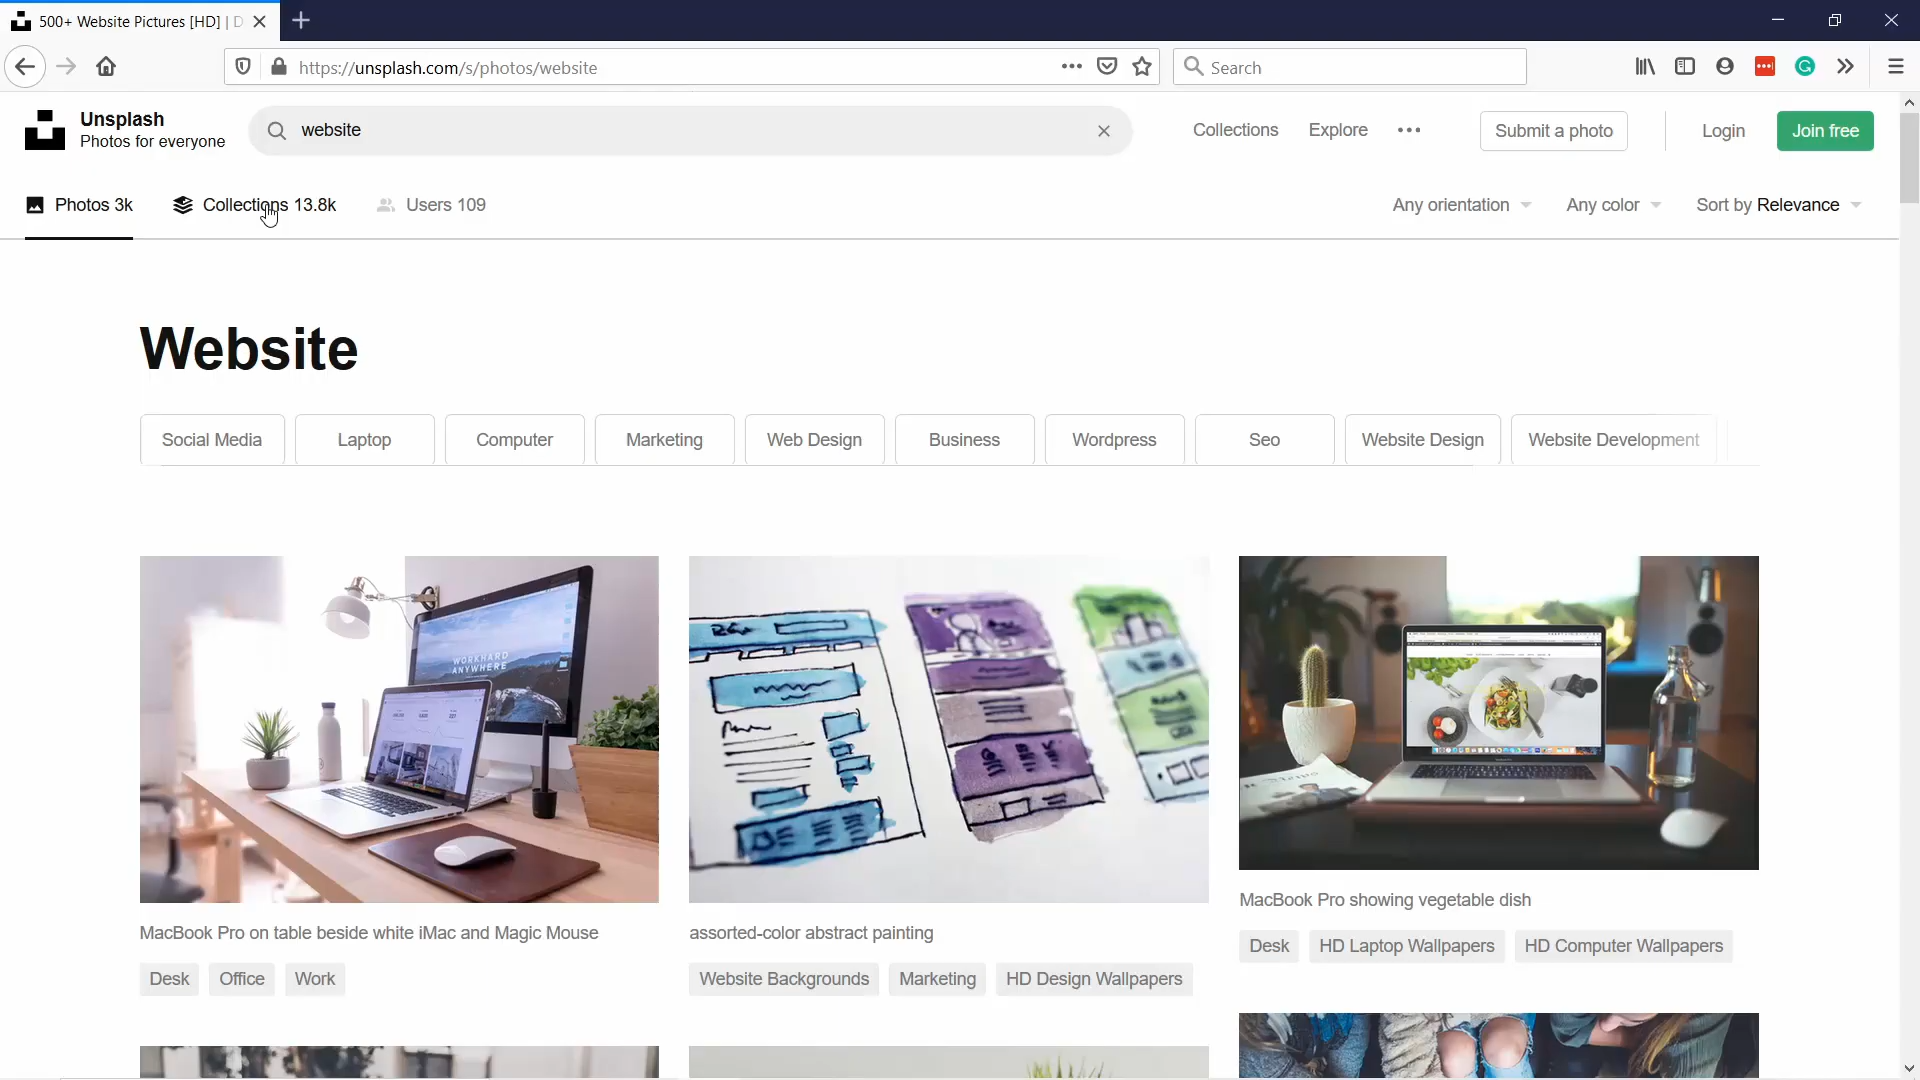 500+ Website Pictures [HD] | D
https://unsplash.com/s/photos/website
Search
Unsplash
Photos for everyone
website
Collections
Explore
Submit a photo
Login
Join free
Photos 3k
Collections 13.8k
Users 109
Any orientation
Any color
Sort by Relevance
Website
Social Media
Laptop
Computer
Marketing
Web Design
Business
Wordpress
Seo
Website Design
Website Development
WORK HARD
ANYWHERE
MacBook Pro on table beside white iMac and Magic Mouse
Desk
Office
Work
assorted-color abstract painting
Website Backgrounds
Marketing
HD Design Wallpapers
MacBook Pro showing vegetable dish
Desk
HD Laptop Wallpapers
HD Computer Wallpapers